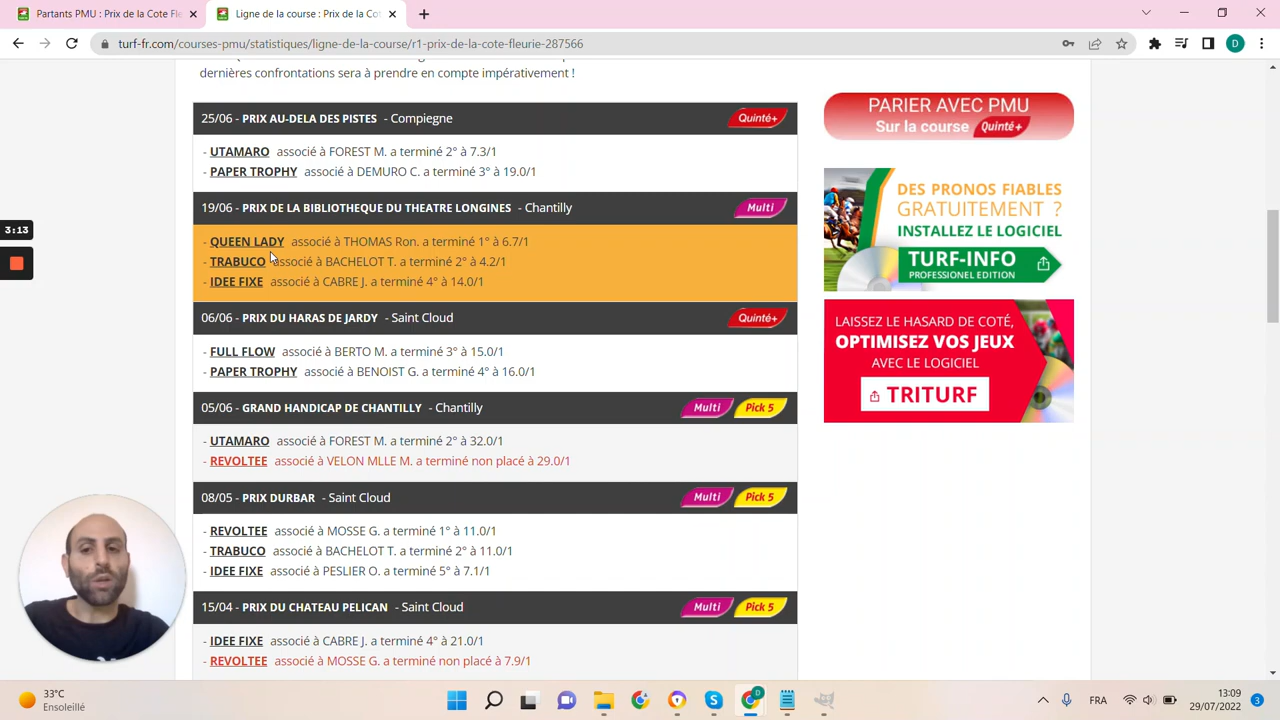 Partants PMU : Prix de la Cote Fle
Ligne de la course : Prix de la Cot
turf-fr.com/courses-pmu/statistiques/ligne-de-la-course/r1-prix-de-la-cote-fleurie-287566
D
dernières confrontations sera à prendre en compte impérativement !
25/06 - PRIX AU-DELA DES PISTES - Compiegne
Quinté+
- UTAMARO associé à FOREST M. a terminé 2° à 7.3/1
- PAPER TROPHY associé à DEMURO C. a terminé 3° à 19.0/1
19/06 - PRIX DE LA BIBLIOTHEQUE DU THEATRE LONGINES - Chantilly
Multi
- QUEEN LADY associé à THOMAS Ron. a terminé 1° à 6.7/1
- TRABUCO associé à BACHELOT T. a terminé 2° à 4.2/1
- IDEE FIXE associé à CABRE J. a terminé 4° à 14.0/1
06/06 - PRIX DU HARAS DE JARDY - Saint Cloud
Quinté+
- FULL FLOW associé à BERTO M. a terminé 3° à 15.0/1
- PAPER TROPHY associé à BENOIST G. a terminé 4° à 16.0/1
05/06 - GRAND HANDICAP DE CHANTILLY - Chantilly
Multi Pick 5
- UTAMARO associé à FOREST M. a terminé 2° à 32.0/1
- REVOLTEE associé à VELON MLLE M. a terminé non placé à 29.0/1
08/05 - PRIX DURBAR - Saint Cloud
Multi Pick 5
- REVOLTEE associé à MOSSE G. a terminé 1° à 11.0/1
- TRABUCO associé à BACHELOT T. a terminé 2° à 11.0/1
- IDEE FIXE associé à PESLIER O. a terminé 5° à 7.1/1
15/04 - PRIX DU CHATEAU PELICAN - Saint Cloud
Multi Pick 5
- IDEE FIXE associé à CABRE J. a terminé 4° à 21.0/1
- REVOLTEE associé à MOSSE G. a terminé non placé à 7.9/1
PARIER AVEC PMU
Sur la course Quinté+
DES PRONOS FIABLES
GRATUITEMENT ?
INSTALLEZ LE LOGICIEL
TURF-INFO
PROFESSIONEL EDITION
LAISSEZ LE HASARD DE COTÉ,
OPTIMISEZ VOS JEUX
AVEC LE LOGICIEL
TRITURF
3:13
33°C
Ensoleillé
D
FRA
13:09
29/07/2022
3